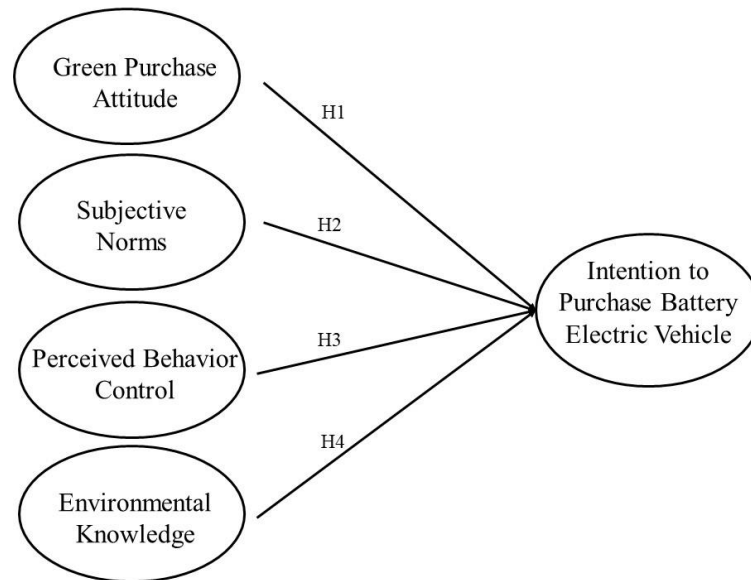 Green Purchase
Attitude
H1
Subjective
Norms
H2
Intention to
Purchase Battery
Electric Vehicle
Perceived Behavior
Control
H3
H4
Environmental
Knowledge